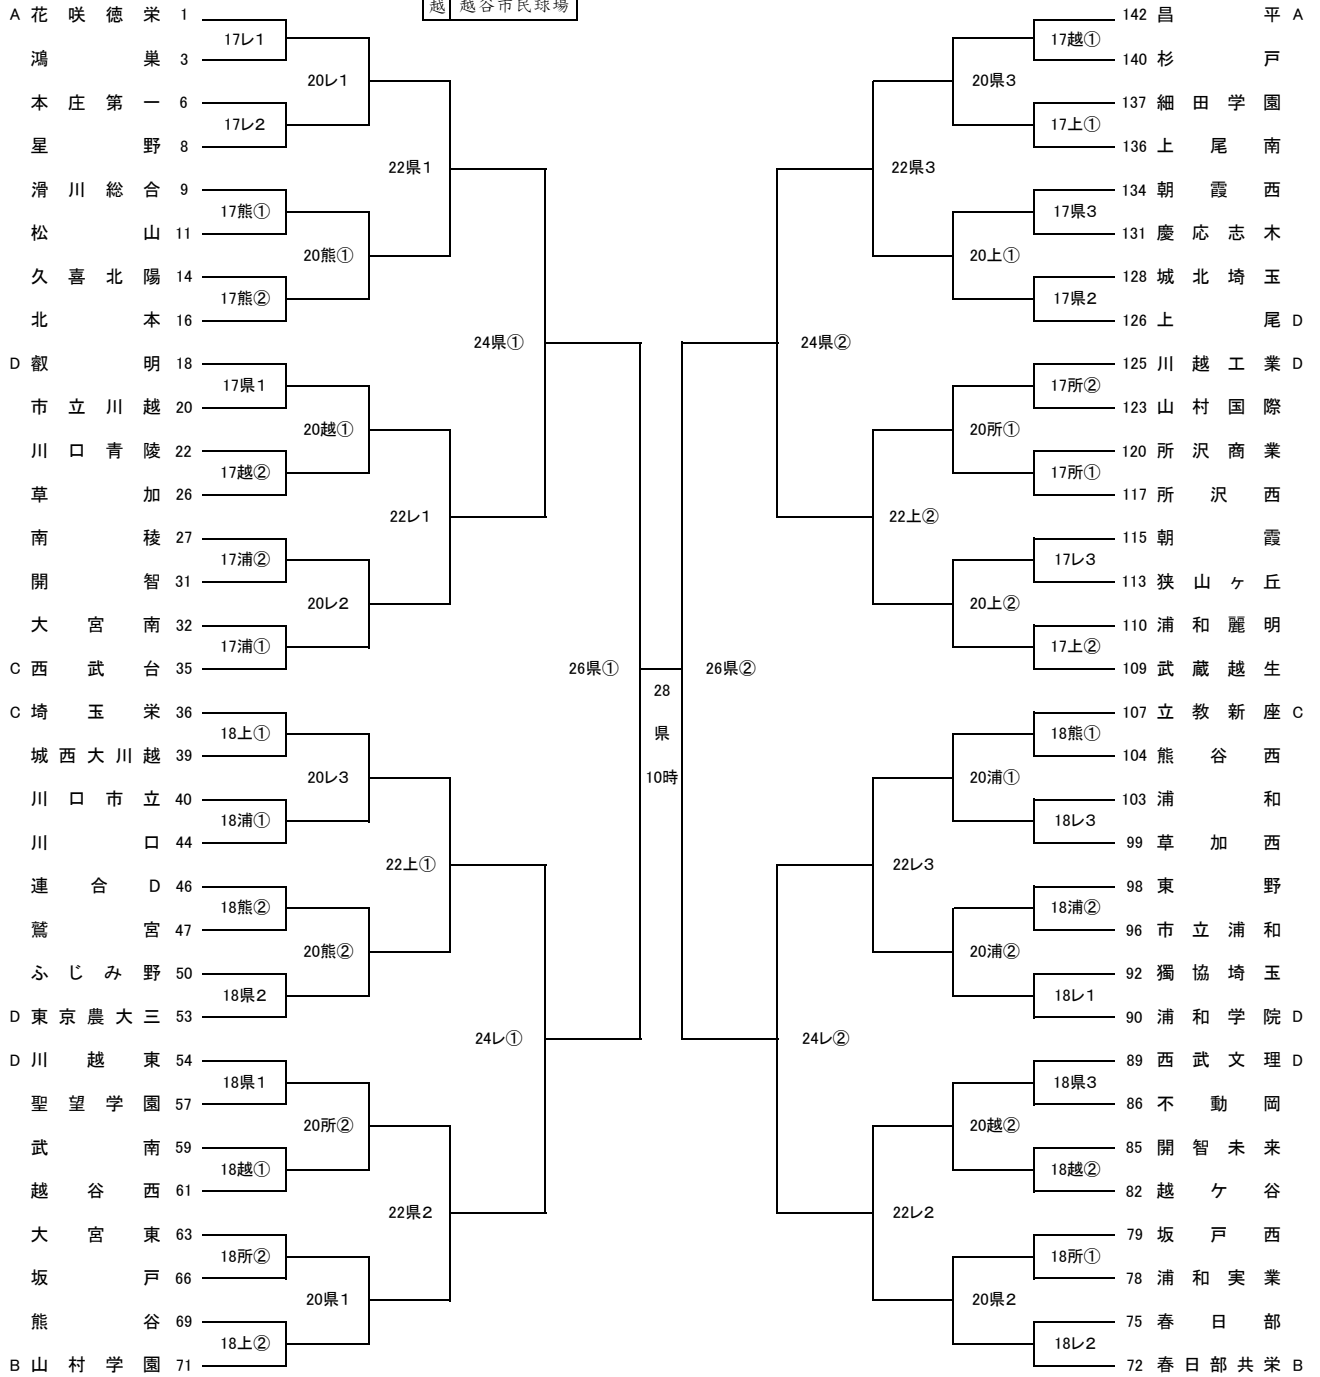 越 越谷市民球場
A 花咲徳栄 1
鴻巣 3
本庄第一 6
星野 8
滑川総合 9
松山 11
久喜北陽 14
北本 16
D 叡明 18
市立川越 20
川口青陵 22
草加 26
南稜 27
開智 31
大宮南 32
C 西武台 35
C 埼玉栄 36
城西大川越 39
川口市立 40
川口 44
連合D 46
鷲宮 47
ふじみ野 50
D 東京農大三 53
D 川越東 54
聖望学園 57
武南 59
越谷西 61
大宮東 63
坂戸 66
熊谷 69
B 山村学園 71
17レ1
17レ2
17熊①
17熊②
17県1
17越②
17浦②
17浦①
18上①
18浦①
18熊②
18県2
18県1
18越①
18所②
18上②
20レ1
20熊①
20越①
20レ2
20レ3
20熊②
20所②
20県1
22県1
22レ1
22上①
22県2
24県①
24レ①
26県①
28
県
10時
26県②
24県②
24レ②
22県3
22上②
22レ3
22レ2
20県3
20上①
20所①
20上②
20浦①
20浦②
20越②
20県2
17越①
17上①
17県3
17県2
17所②
17所①
17レ3
17上②
18熊①
18レ3
18浦②
18レ1
18県3
18越②
18所①
18レ2
142 昌平 A
140 杉戸
137 細田学園
136 上尾南
134 朝霞西
131 慶応志木
128 城北埼玉
126 上尾 D
125 川越工業 D
123 山村国際
120 所沢商業
117 所沢西
115 朝霞
113 狭山ヶ丘
110 浦和麗明
109 武蔵越生
107 立教新座 C
104 熊谷西
103 浦和
99 草加西
98 東野
96 市立浦和
92 獨協埼玉
90 浦和学院 D
89 西武文理 D
86 不動岡
85 開智未来
82 越ケ谷
79 坂戸西
78 浦和実業
75 春日部
72 春日部共栄 B